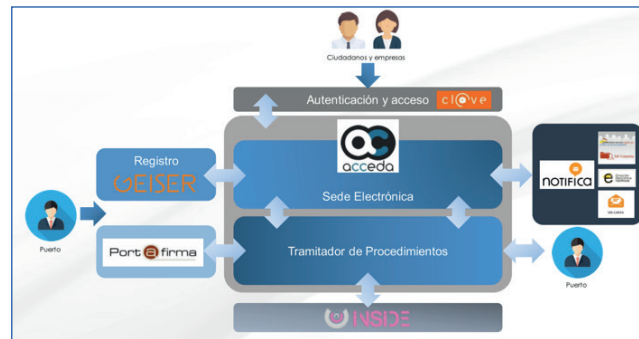 Ciudadanos y empresas
Autenticación y acceso cl@ve
acceda
Registro
GEISER
Sede Electrónica
notifica
Puerto
Port@firma
Tramitador de Procedimientos
Puerto
INSIDE